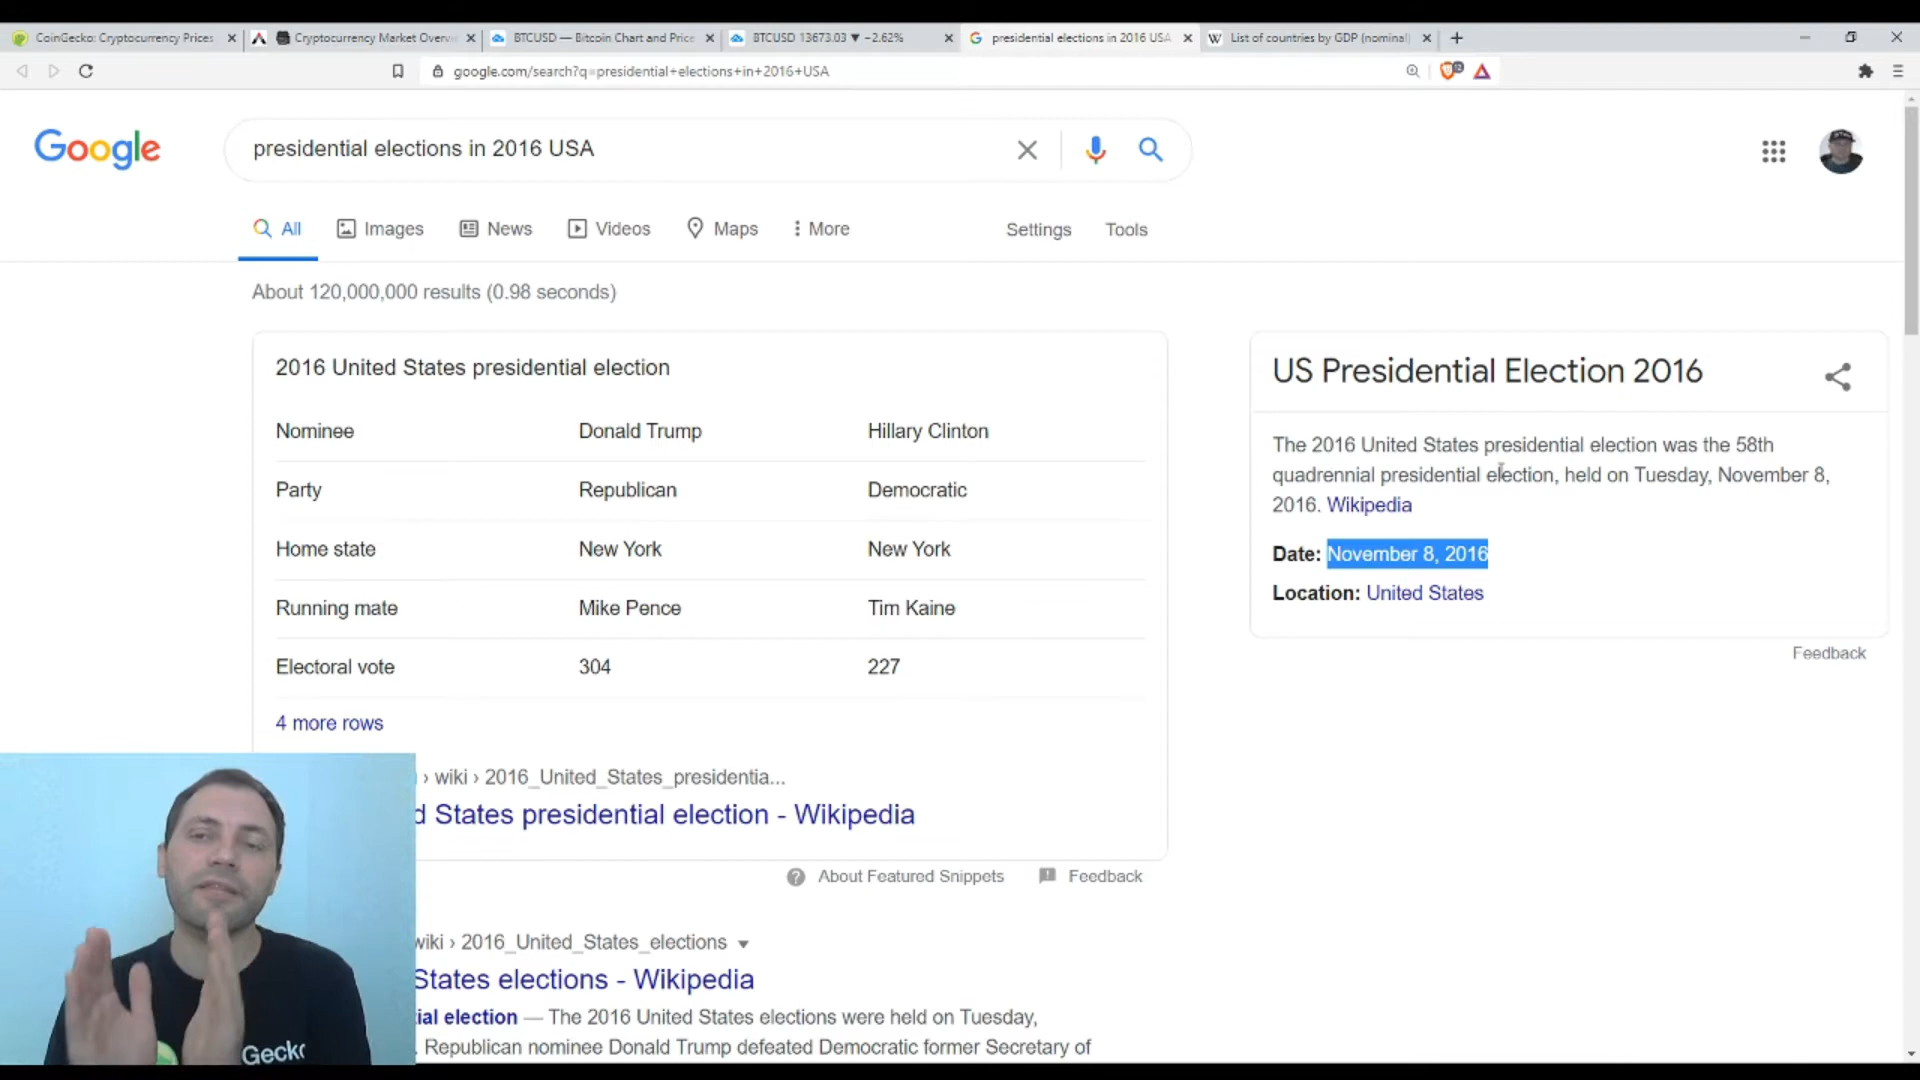 CoinGecko: Cryptocurrency Prices
Cryptocurrency Market Overvi
BTCUSD — Bitcoin Chart and Price
BTCUSD 13673.03 ▼ −2.62%
presidential elections in 2016 USA
List of countries by GDP (nominal)
google.com/search?q=presidential+elections+in+2016+USA
Google
presidential elections in 2016 USA
All
Images
News
Videos
Maps
More
Settings
Tools
About 120,000,000 results (0.98 seconds)
2016 United States presidential election
Nominee Donald Trump Hillary Clinton
Party Republican Democratic
Home state New York New York
Running mate Mike Pence Tim Kaine
Electoral vote 304 227
4 more rows
› wiki › 2016_United_States_presidentia...
d States presidential election - Wikipedia
About Featured Snippets
Feedback
wiki › 2016_United_States_elections
States elections - Wikipedia
ial election — The 2016 United States elections were held on Tuesday,
. Republican nominee Donald Trump defeated Democratic former Secretary of
US Presidential Election 2016
The 2016 United States presidential election was the 58th
quadrennial presidential election, held on Tuesday, November 8,
2016. Wikipedia
Date: November 8, 2016
Location: United States
Feedback
Gecko